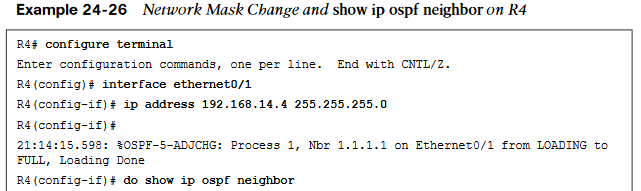 Example 24-26 Network Mask Change and show ip ospf neighbor on R4
R4# configure terminal
Enter configuration commands, one per line. End with CNTL/Z.
R4(config)# interface ethernet0/1
R4(config-if)# ip address 192.168.14.4 255.255.255.0
R4(config-if)#
21:14:15.598: %OSPF-5-ADJCHG: Process 1, Nbr 1.1.1.1 on Ethernet0/1 from LOADING to
FULL, Loading Done
R4(config-if)# do show ip ospf neighbor